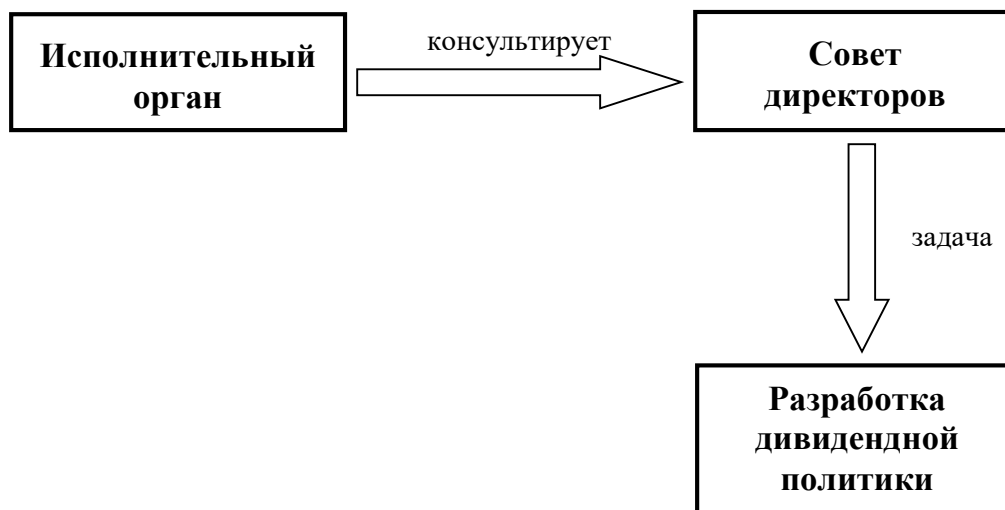 Исполнительный
орган
консультирует
Совет
директоров
задача
Разработка
дивидендной
политики